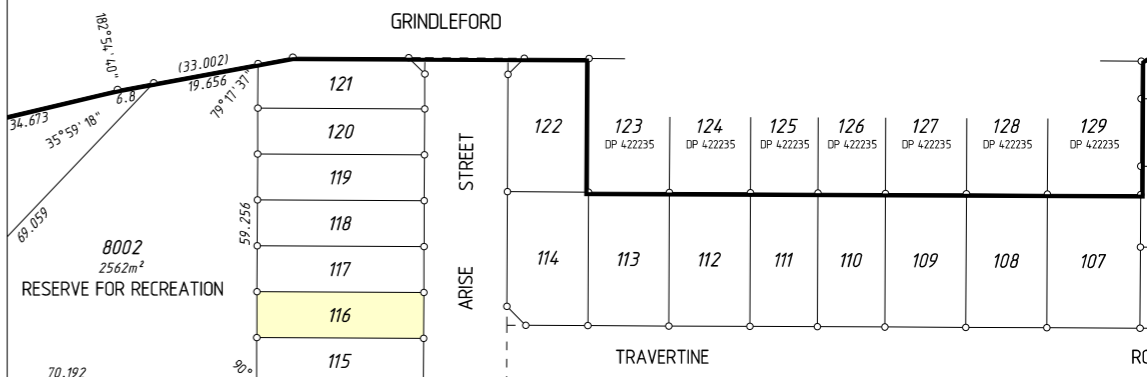 GRINDLEFORD
182°54'40"
(33.002)
19.656
79°17'37"
6.8
34.673
35°59'18"
69.059
121
120
119
118
117
116
115
59.256
8002
2562m²
RESERVE FOR RECREATION
70.192
90°
STREET
ARISE
122
123
DP 422235
124
DP 422235
125
DP 422235
126
DP 422235
127
DP 422235
128
DP 422235
129
DP 422235
114
113
112
111
110
109
108
107
TRAVERTINE
RO